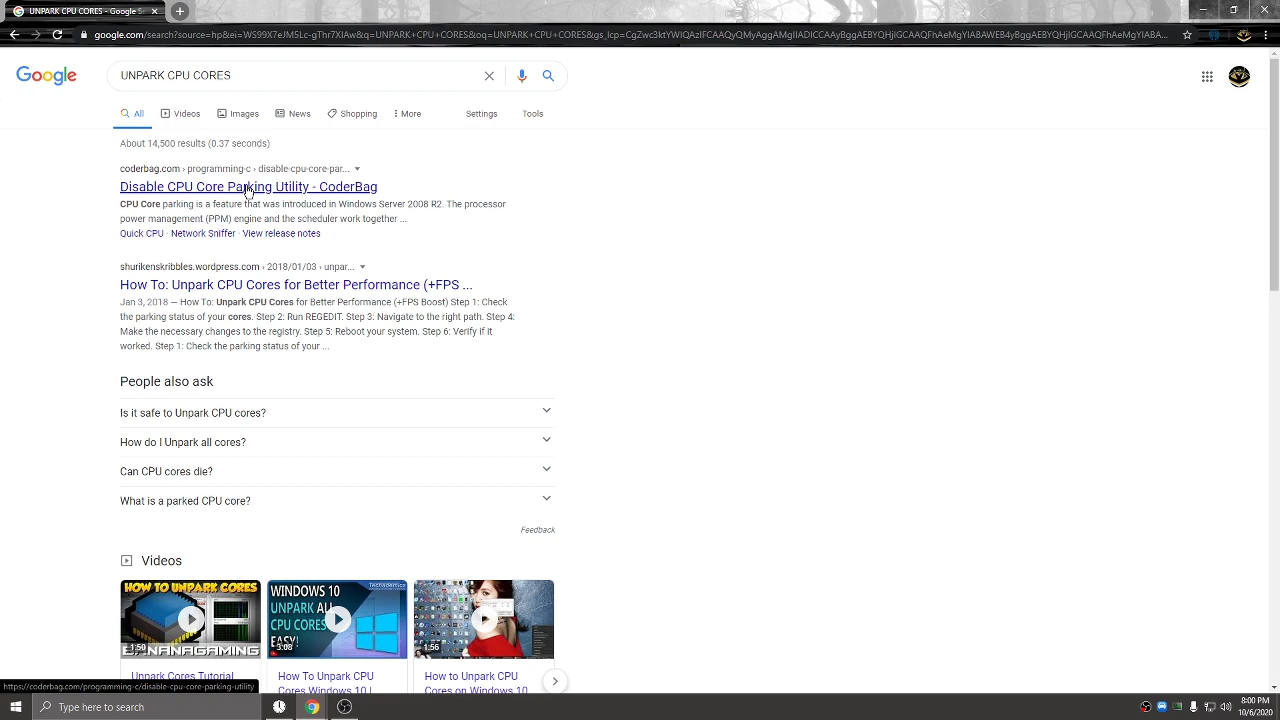 UNPARK CPU CORES - Google S
google.com/search?source=hp&ei=WS99X7eJM5Lc-gThr7XIAw&q=UNPARK+CPU+CORES&oq=UNPARK+CPU+CORES&gs_lcp=CgZwc3ktYWIQAzIFCAAQyQMyAggAMgIIADICCAAyBggAEBYQHjIGCAAQFhAeMgYIABAWEB4yBggAEBYQHjIGCAAQFhAeMgYIABA...
Google
UNPARK CPU CORES
All Videos Images News Shopping More Settings Tools
About 14,500 results (0.37 seconds)
coderbag.com › programming-c › disable-cpu-core-par...
Disable CPU Core Parking Utility - CoderBag
CPU Core parking is a feature that was introduced in Windows Server 2008 R2. The processor
power management (PPM) engine and the scheduler work together ...
Quick CPU · Network Sniffer · View release notes
shurikenskribbles.wordpress.com › 2018/01/03 › unpar...
How To: Unpark CPU Cores for Better Performance (+FPS ...
Jan 3, 2018 — How To: Unpark CPU Cores for Better Performance (+FPS Boost) Step 1: Check
the parking status of your cores. Step 2: Run REGEDIT. Step 3: Navigate to the right path. Step 4:
Make the necessary changes to the registry. Step 5: Reboot your system. Step 6: Verify if it
worked. Step 1: Check the parking status of your ...
People also ask
Is it safe to Unpark CPU cores?
How do I Unpark all cores?
Can CPU cores die?
What is a parked CPU core?
Feedback
Videos
HOW TO UNPARK CORES
1:50
Techademics
WINDOWS 10
UNPARK ALL
CPU CORES
EASY!
3:08
1:56
Unpark Cores Tutorial
How To Unpark CPU
Cores Windows 10 |
How to Unpark CPU
Cores on Windows 10
https://coderbag.com/programming-c/disable-cpu-core-parking-utility
Type here to search
8:00 PM
10/6/2020